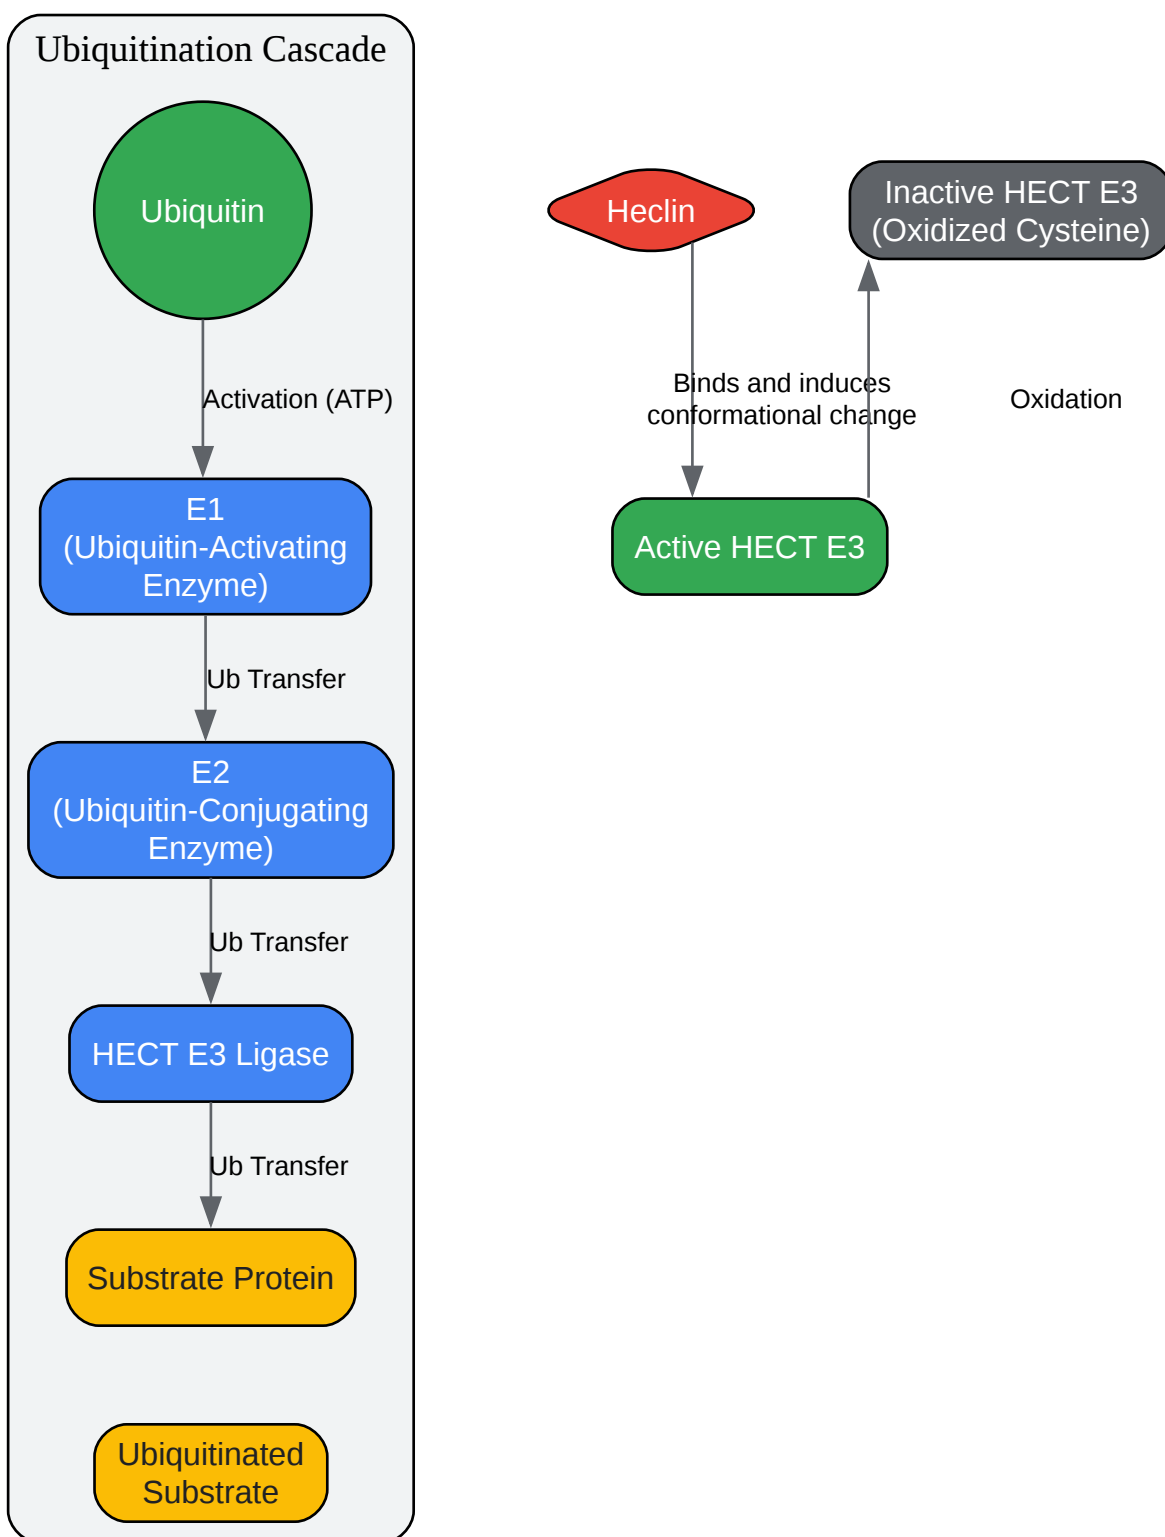 Ubiquitination Cascade
Ubiquitin
Activation (ATP)
E1
(Ubiquitin-Activating
Enzyme)
Ub Transfer
E2
(Ubiquitin-Conjugating
Enzyme)
Ub Transfer
HECT E3 Ligase
Ub Transfer
Substrate Protein
Ubiquitinated
Substrate
Heclin
Binds and induces
conformational change
Active HECT E3
Oxidation
Inactive HECT E3
(Oxidized Cysteine)